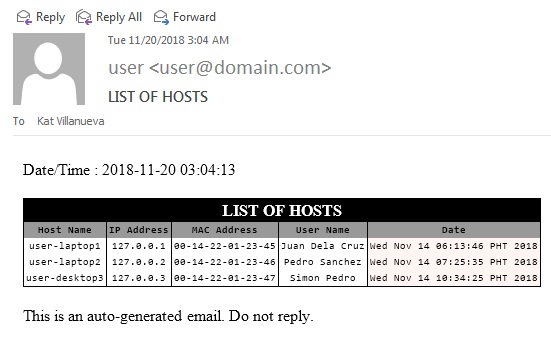 Reply Reply All Forward
Tue 11/20/2018 3:04 AM
user <user@domain.com>
LIST OF HOSTS
To Kat Villanueva
Date/Time : 2018-11-20 03:04:13
LIST OF HOSTS
Host Name IP Address MAC Address User Name Date
user-laptop1 127.0.0.1 00-14-22-01-23-45 Juan Dela Cruz Wed Nov 14 06:13:46 PHT 2018
user-laptop2 127.0.0.2 00-14-22-01-23-46 Pedro Sanchez Wed Nov 14 07:25:35 PHT 2018
user-desktop3 127.0.0.3 00-14-22-01-23-47 Simon Pedro Wed Nov 14 10:34:25 PHT 2018
This is an auto-generated email. Do not reply.